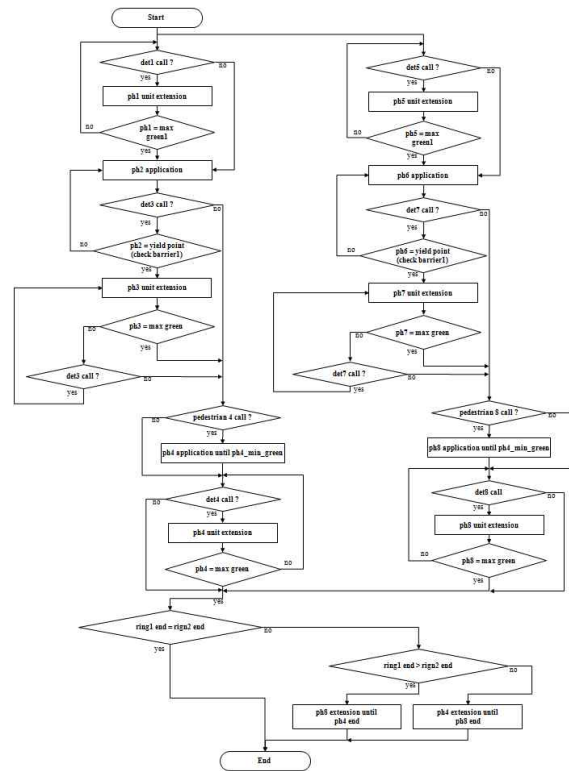 Start
det1 call ?
no
yes
ph1 unit extension
no
ph1 = max
green1
yes
ph2 application
det3 call ?
no
yes
ph2 = yield point
(check barrier1)
no
yes
ph3 unit extension
ph3 = max green
no
yes
det3 call ?
no
yes
pedestrian 4 call ?
no
yes
ph4 application until ph4_min_green
det4 call ?
no
yes
ph4 unit extension
ph4 = max green
no
yes
det5 call ?
no
yes
ph5 unit extension
no
ph5 = max
green1
yes
ph6 application
det7 call ?
no
yes
ph6 = yield point
(check barrier1)
no
yes
ph7 unit extension
ph7 = max green
no
yes
det7 call ?
no
yes
pedestrian 8 call ?
no
yes
ph8 application until ph4_min_green
det8 call
no
yes
ph8 unit extension
ph8 = max green
no
yes
ring1 end = rign2 end
no
yes
ring1 end > rign2 end
no
yes
ph8 extension until
ph4 end
ph4 extension until
ph8 end
End